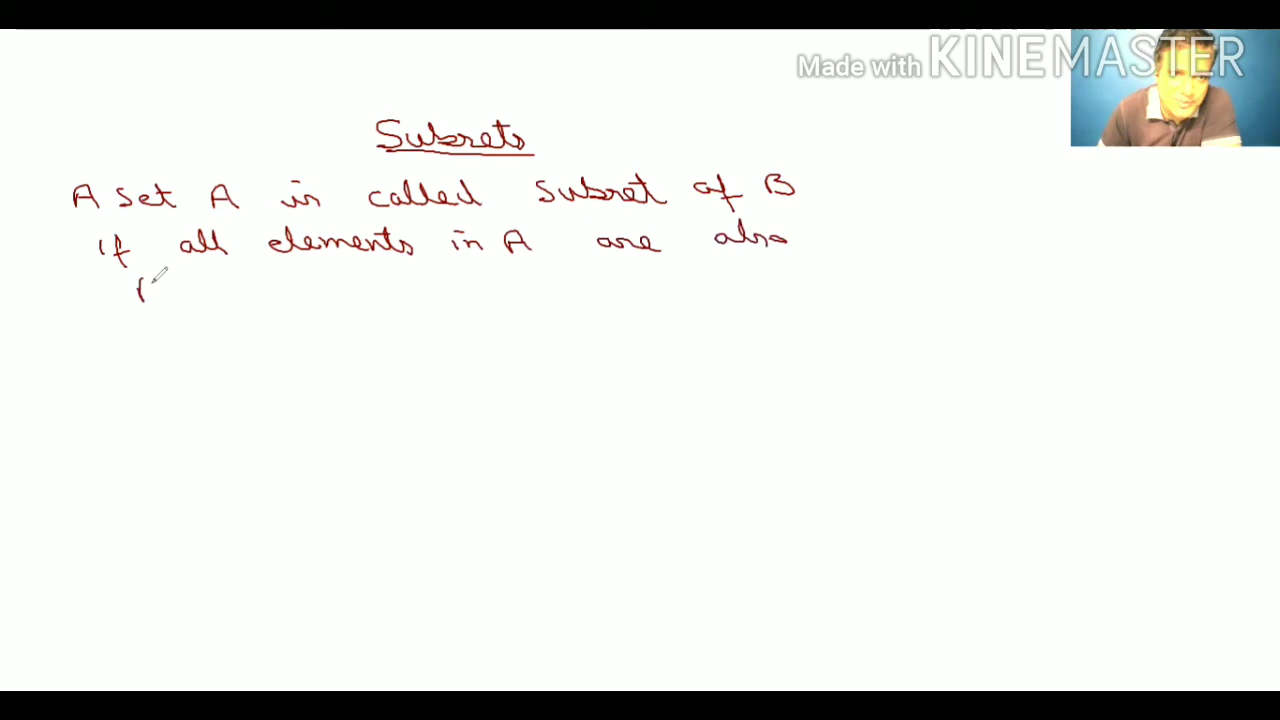 Made with KINEMASTER
Subsets
A set A is called Subset of B
if all elements in A are also